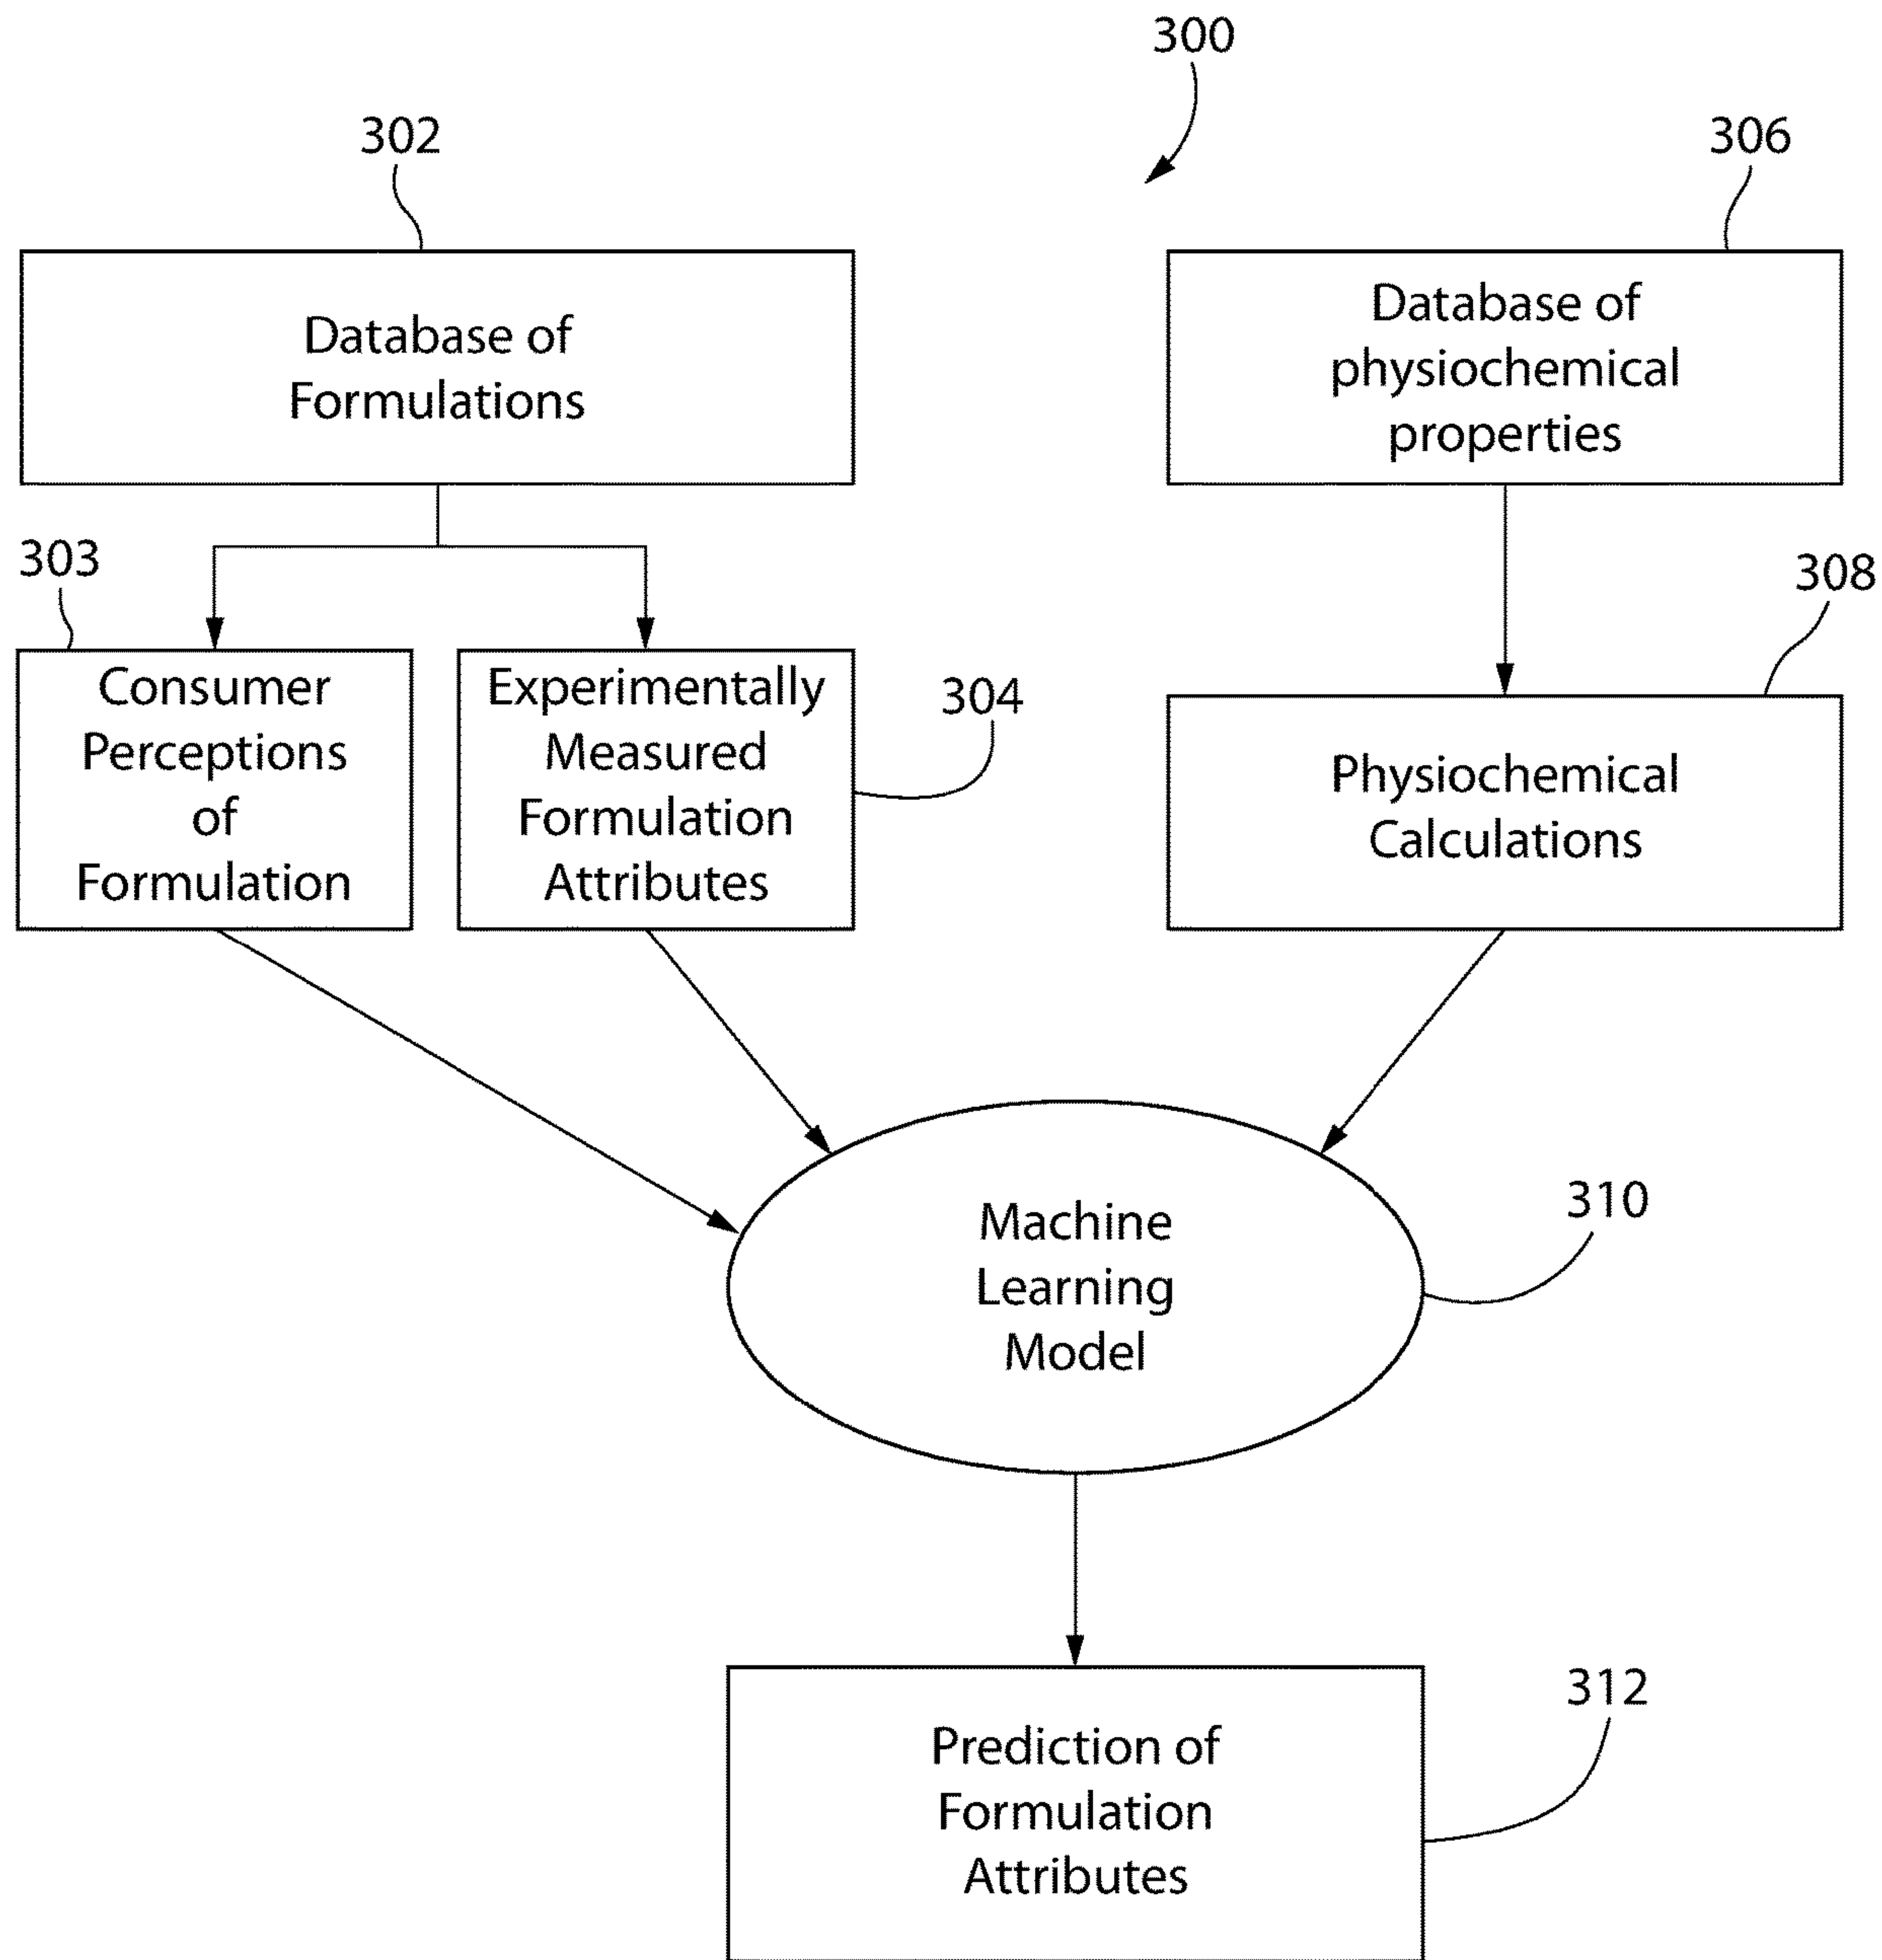 300
302
306
Database of
Formulations
Database of
physiochemical
properties
303
308
Consumer
Perceptions
of
Formulation
Experimentally
Measured
Formulation
Attributes
304
Physiochemical
Calculations
Machine
Learning
Model
310
312
Prediction of
Formulation
Attributes